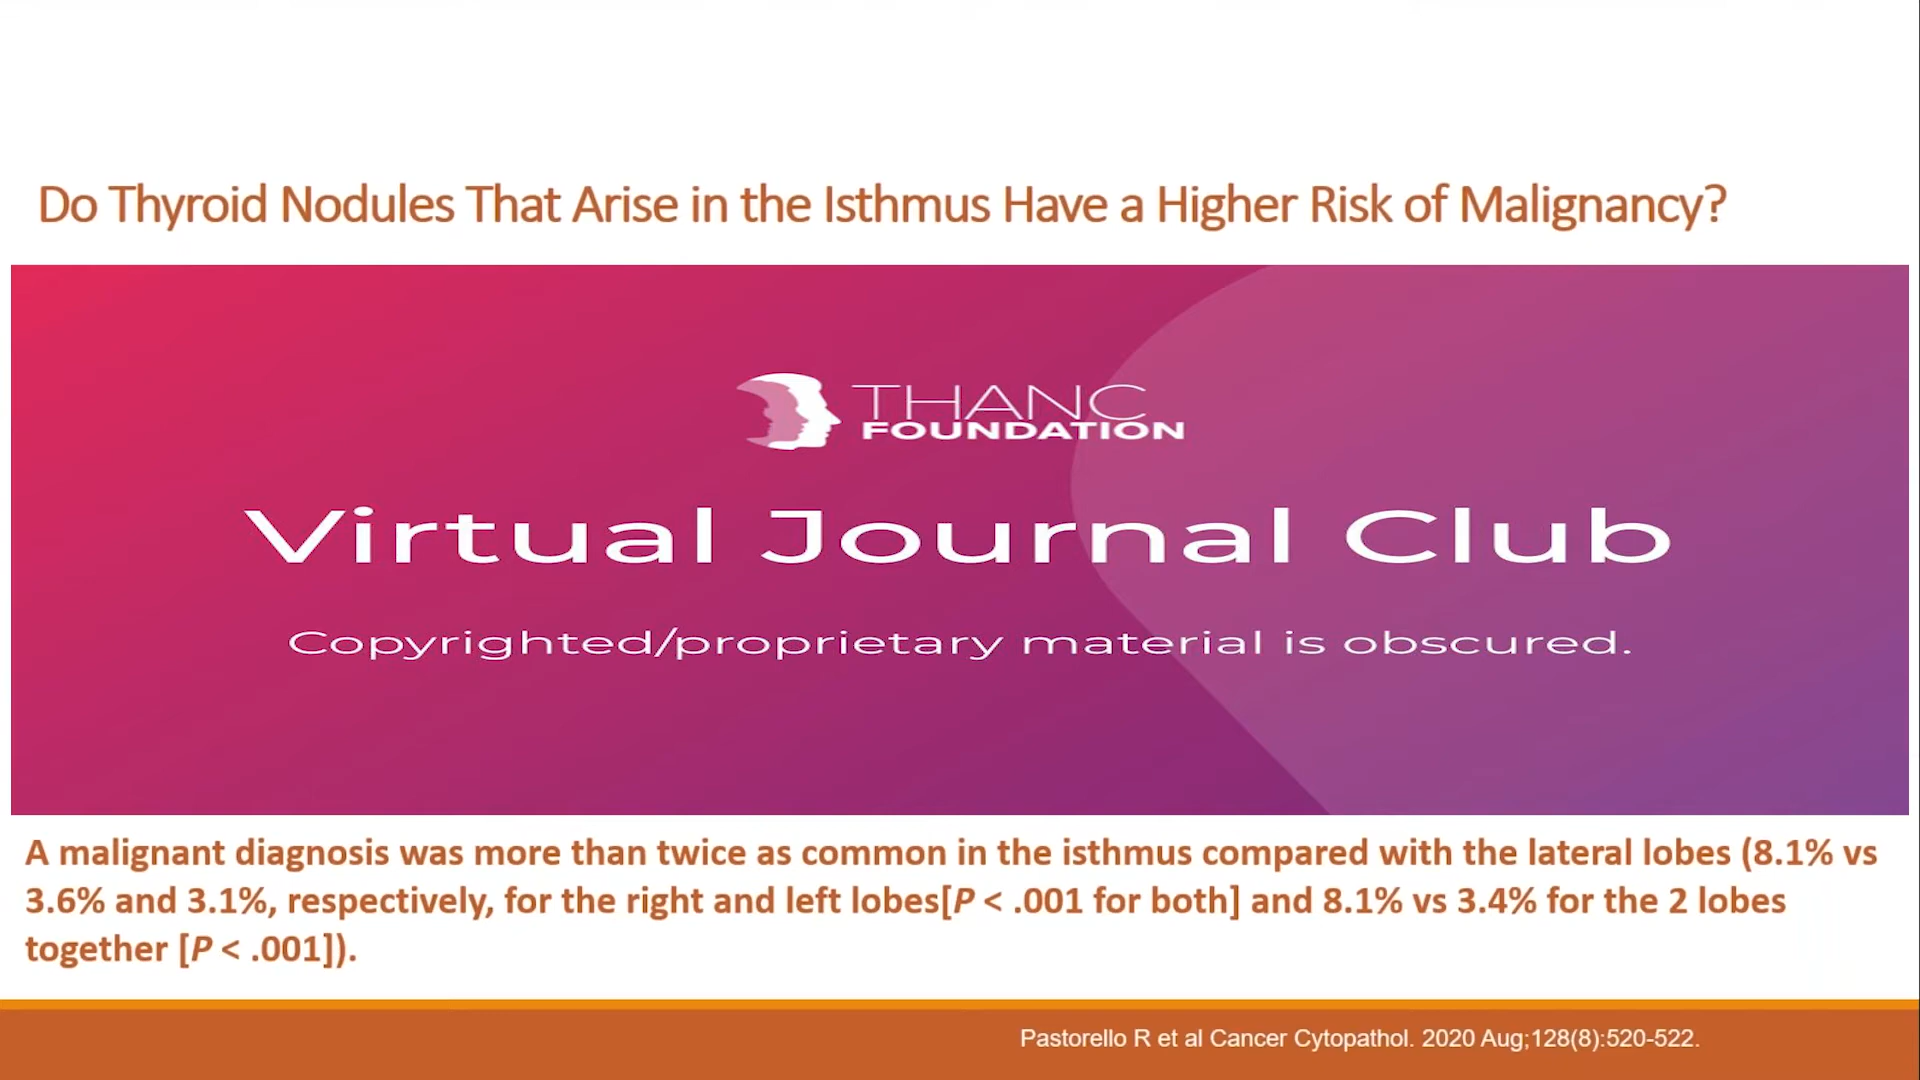 Do Thyroid Nodules That Arise in the Isthmus Have a Higher Risk of Malignancy?
THANC
FOUNDATION
Virtual Journal Club
Copyrighted/proprietary material is obscured.
A malignant diagnosis was more than twice as common in the isthmus compared with the lateral lobes (8.1% vs
3.6% and 3.1%, respectively, for the right and left lobes[P < .001 for both] and 8.1% vs 3.4% for the 2 lobes
together [P < .001]).
Pastorello R et al Cancer Cytopathol. 2020 Aug;128(8):520-522.